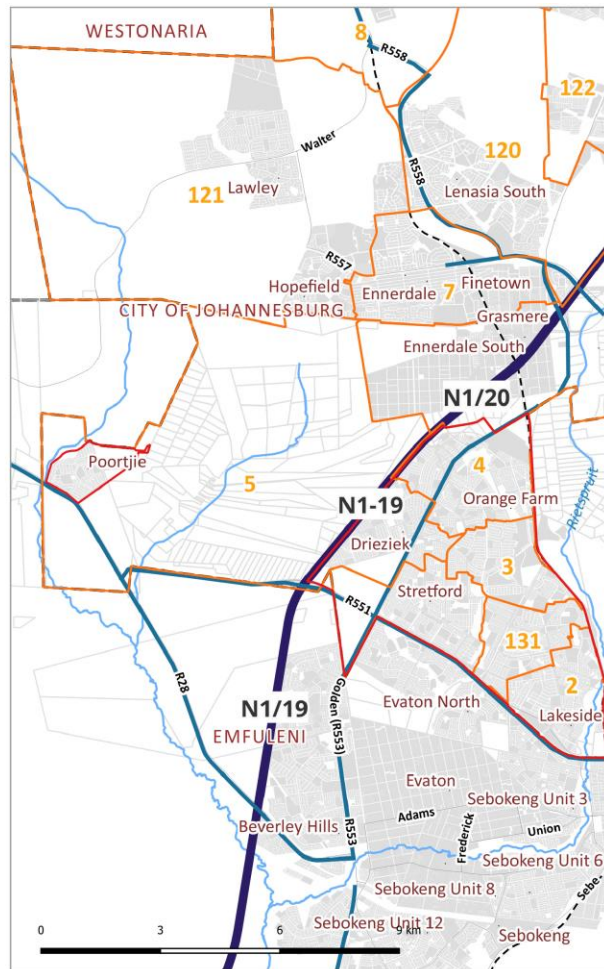 WESTONARIA
8
R558
122
Walter
120
121
Lawley
R558
Lenasia South
R557
Hopefield
Ennerdale
7
Finetown
CITY OF JOHANNESBURG
Grasmere
Ennerdale South
N1/20
Poortjie
5
4
N1-19
Orange Farm
Rietspruit
Drieziek
3
R551
Stretford
131
R28
2
Golden (R553)
N1/19
Evaton North
Lakeside
EMFULENI
Evaton
Sebokeng Unit 3
Adams
Frederick
Union
Beverley Hills
R553
Sebokeng Unit 6
Sebe
Sebokeng Unit 8
Sebokeng Unit 12
Sebokeng
0 3 6 9 km